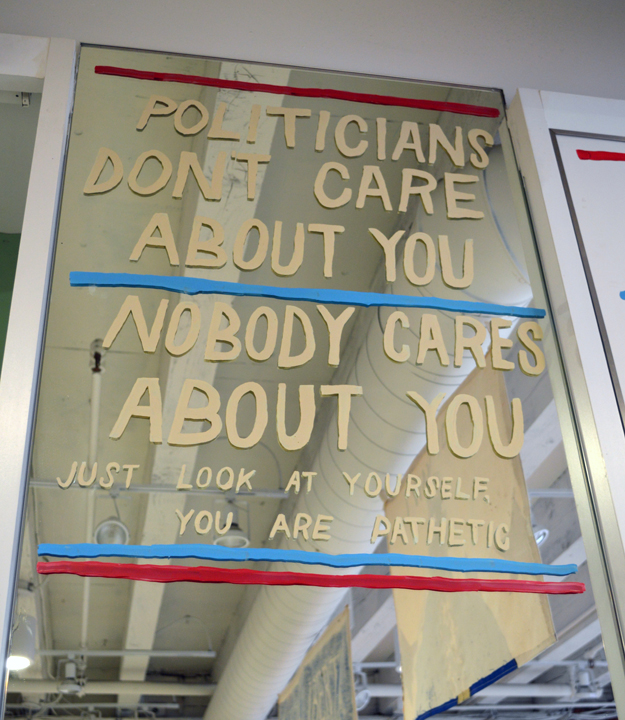 POLITICIANS
DONT CARE
ABOUT YOU
NOBODY CARES
ABOUT YOU
JUST LOOK AT YOURSELF,
YOU ARE PATHETIC